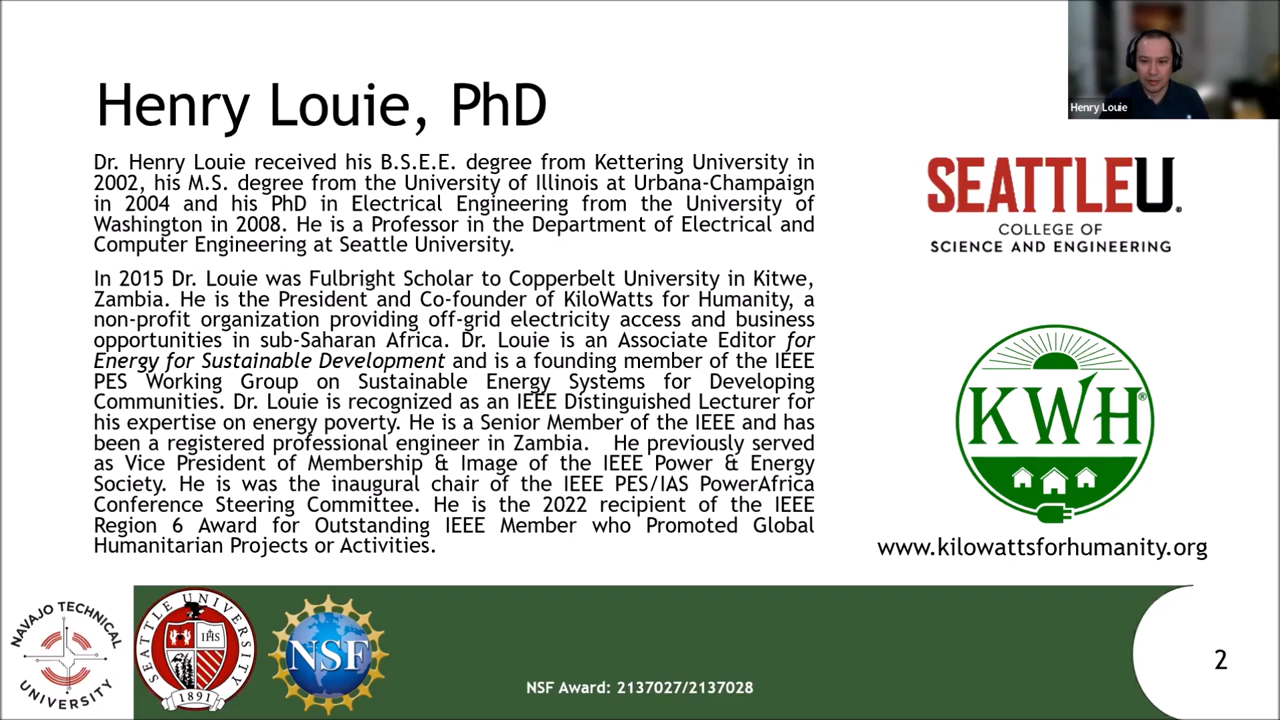 Henry Louie, PhD
Henry Louie
Dr. Henry Louie received his B.S.E.E. degree from Kettering University in
2002, his M.S. degree from the University of Illinois at Urbana-Champaign
in 2004 and his PhD in Electrical Engineering from the University of
Washington in 2008. He is a Professor in the Department of Electrical and
Computer Engineering at Seattle University.
In 2015 Dr. Louie was Fulbright Scholar to Copperbelt University in Kitwe,
Zambia. He is the President and Co-founder of KiloWatts for Humanity, a
non-profit organization providing off-grid electricity access and business
opportunities in sub-Saharan Africa. Dr. Louie is an Associate Editor for
Energy for Sustainable Development and is a founding member of the IEEE
PES Working Group on Sustainable Energy Systems for Developing
Communities. Dr. Louie is recognized as an IEEE Distinguished Lecturer for
his expertise on energy poverty. He is a Senior Member of the IEEE and has
been a registered professional engineer in Zambia. He previously served
as Vice President of Membership & Image of the IEEE Power & Energy
Society. He is was the inaugural chair of the IEEE PES/IAS PowerAfrica
Conference Steering Committee. He is the 2022 recipient of the IEEE
Region 6 Award for Outstanding IEEE Member who Promoted Global
Humanitarian Projects or Activities.
SEATTLEU®
COLLEGE OF
SCIENCE AND ENGINEERING
KWH®
www.kilowattsforhumanity.org
NAVAJO TECHNICAL
UNIVERSITY
SEATTLE UNIVERSITY
IHS
1891
NSF
NSF Award: 2137027/2137028
2